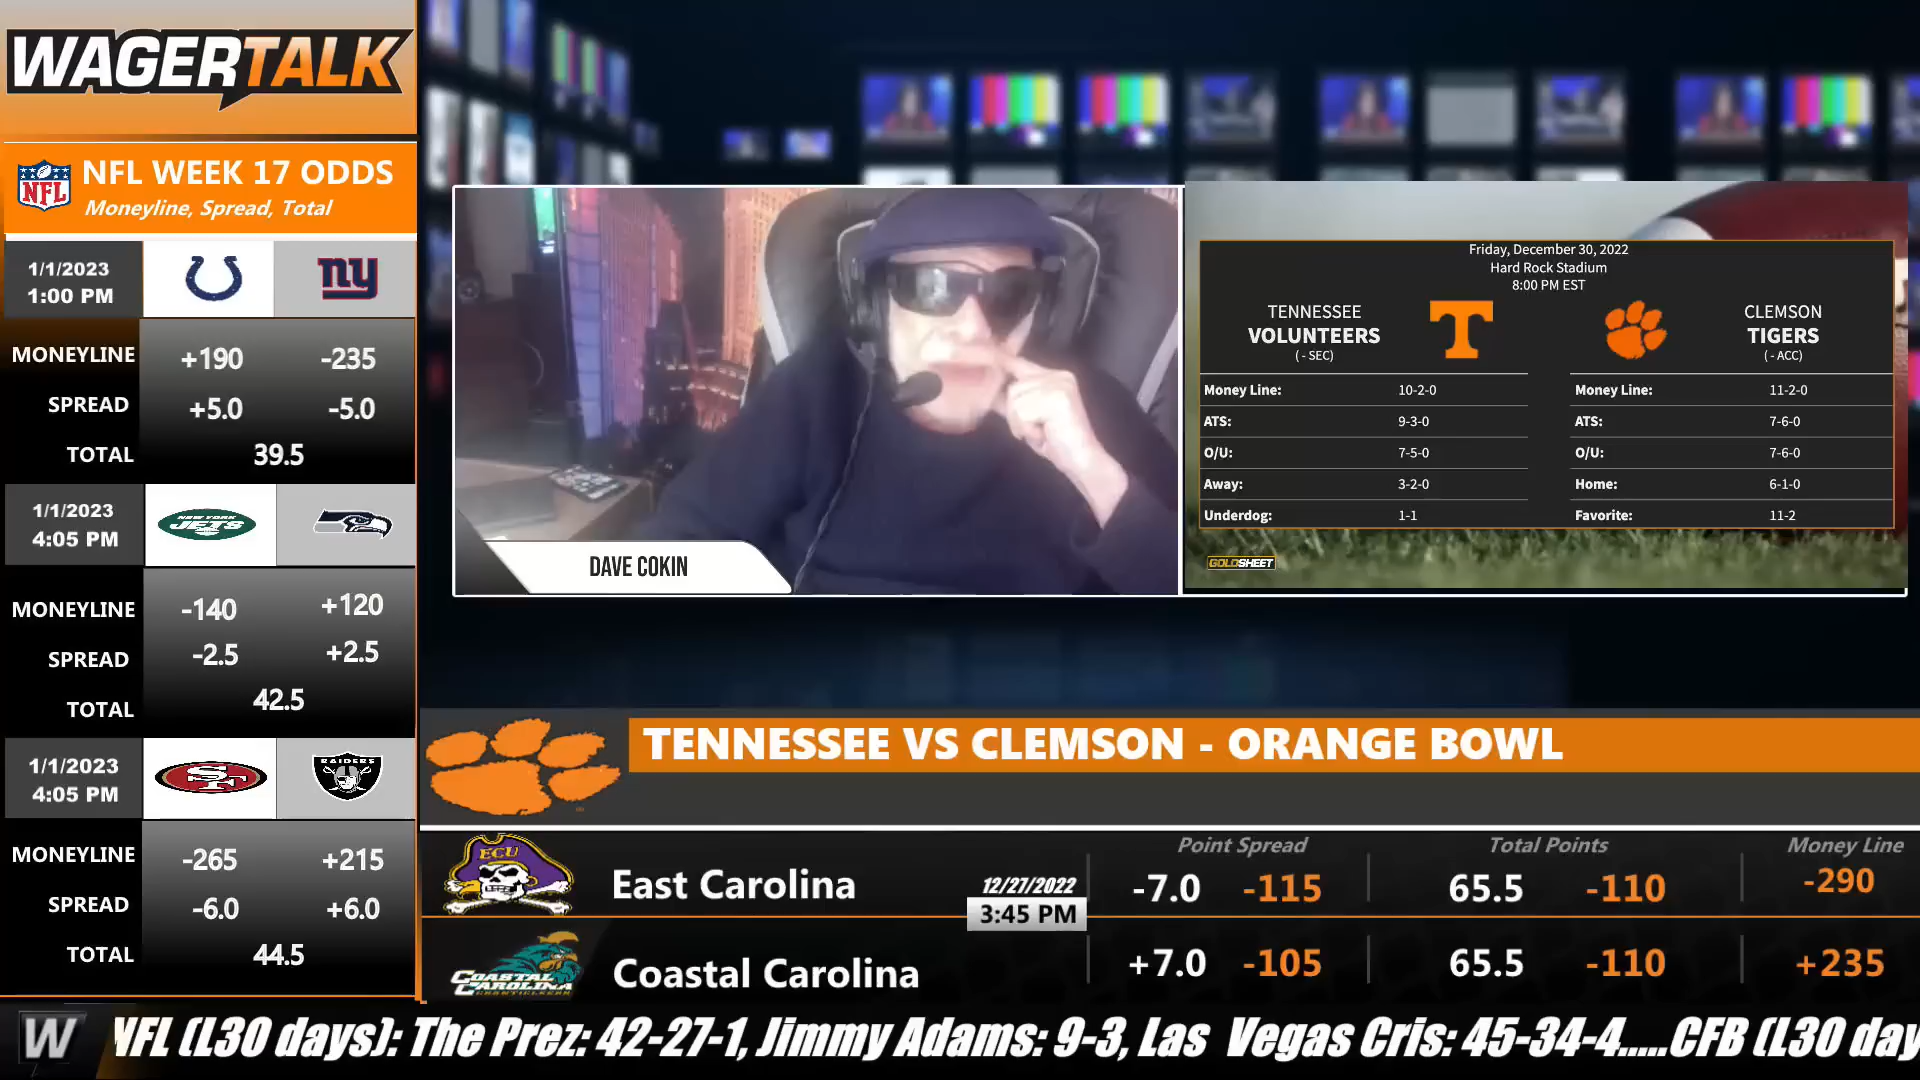 WAGERTALK
NFL
NFL WEEK 17 ODDS
Moneyline, Spread, Total
1/1/2023
1:00 PM
ny
MONEYLINE +190 -235
SPREAD +5.0 -5.0
TOTAL 39.5
1/1/2023
4:05 PM
NEW YORK
JETS
MONEYLINE -140 +120
SPREAD -2.5 +2.5
TOTAL 42.5
1/1/2023
4:05 PM
SF
RAIDERS
MONEYLINE -265 +215
SPREAD -6.0 +6.0
TOTAL 44.5
DAVE COKIN
Friday, December 30, 2022
Hard Rock Stadium
8:00 PM EST
TENNESSEE
VOLUNTEERS
( - SEC)
T
CLEMSON
TIGERS
( - ACC)
Money Line: 10-2-0 Money Line: 11-2-0
ATS: 9-3-0 ATS: 7-6-0
O/U: 7-5-0 O/U: 7-6-0
Away: 3-2-0 Home: 6-1-0
Underdog: 1-1 Favorite: 11-2
GOLDSHEET
TENNESSEE VS CLEMSON - ORANGE BOWL
Point Spread Total Points Money Line
ECU
East Carolina 12/27/2022 -7.0 -115 65.5 -110 -290
3:45 PM
COASTAL
CAROLINA
CHANTICLEERS
Coastal Carolina +7.0 -105 65.5 -110 +235
W NFL (L30 days): The Prez: 42-27-1, Jimmy Adams: 9-3, Las Vegas Cris: 45-34-4.....CFB (L30 day